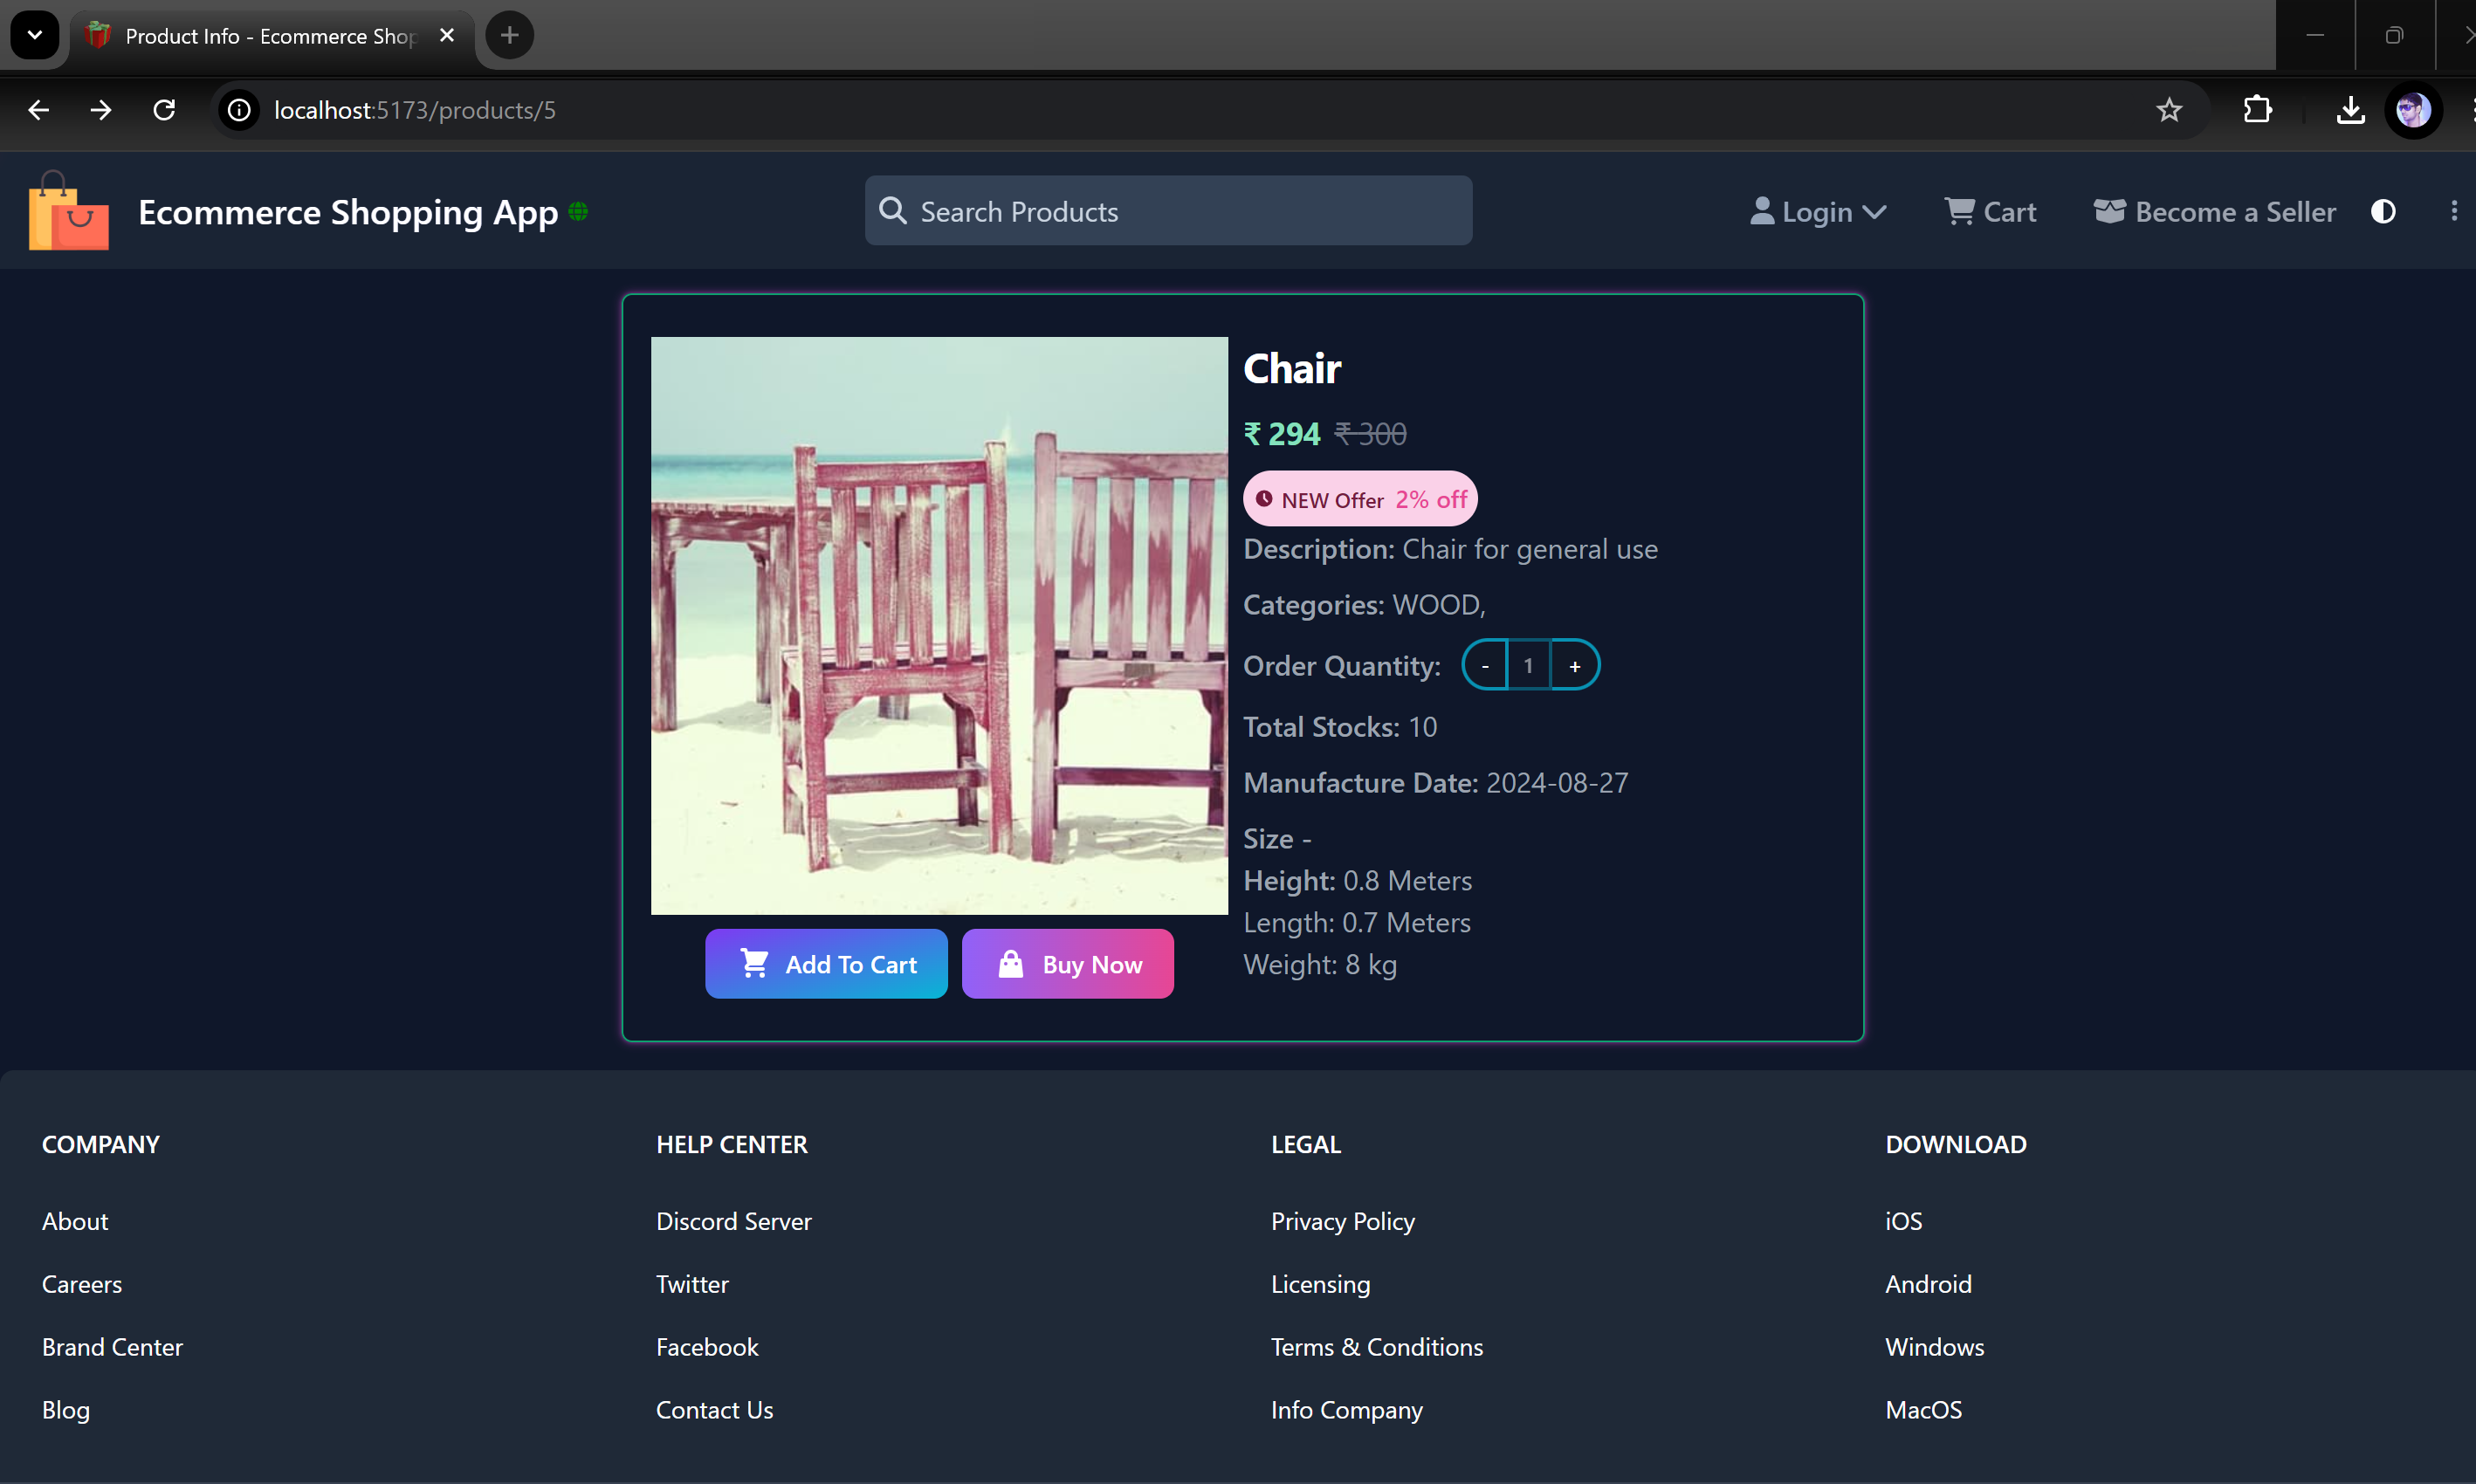 Product Info - Ecommerce Shop
localhost:5173/products/5
Ecommerce Shopping App
Search Products
Login
Cart
Become a Seller
Chair
₹ 294 ₹ 300
NEW Offer 2% off
Description: Chair for general use
Categories: WOOD,
Order Quantity: - 1 +
Total Stocks: 10
Manufacture Date: 2024-08-27
Size -
Height: 0.8 Meters
Length: 0.7 Meters
Weight: 8 kg
Add To Cart
Buy Now
COMPANY
About
Careers
Brand Center
Blog
HELP CENTER
Discord Server
Twitter
Facebook
Contact Us
LEGAL
Privacy Policy
Licensing
Terms & Conditions
Info Company
DOWNLOAD
iOS
Android
Windows
MacOS